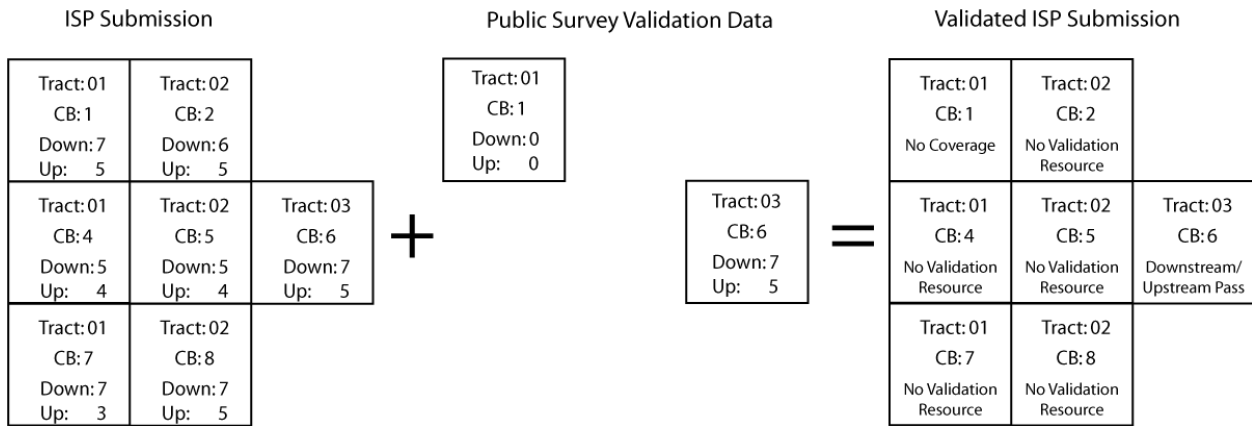 ISP Submission
Public Survey Validation Data
Validated ISP Submission
Tract: 01
CB: 1
Down: 7
Up: 5
Tract: 02
CB: 2
Down: 6
Up: 5
Tract: 01
CB: 4
Down: 5
Up: 4
Tract: 02
CB: 5
Down: 5
Up: 4
Tract: 03
CB: 6
Down: 7
Up: 5
Tract: 01
CB: 7
Down: 7
Up: 3
Tract: 02
CB: 8
Down: 7
Up: 5
+
Tract: 01
CB: 1
Down: 0
Up: 0
Tract: 03
CB: 6
Down: 7
Up: 5
=
Tract: 01
CB: 1
No Coverage
Tract: 02
CB: 2
No Validation
Resource
Tract: 01
CB: 4
No Validation
Resource
Tract: 02
CB: 5
No Validation
Resource
Tract: 03
CB: 6
Downstream/
Upstream Pass
Tract: 01
CB: 7
No Validation
Resource
Tract: 02
CB: 8
No Validation
Resource